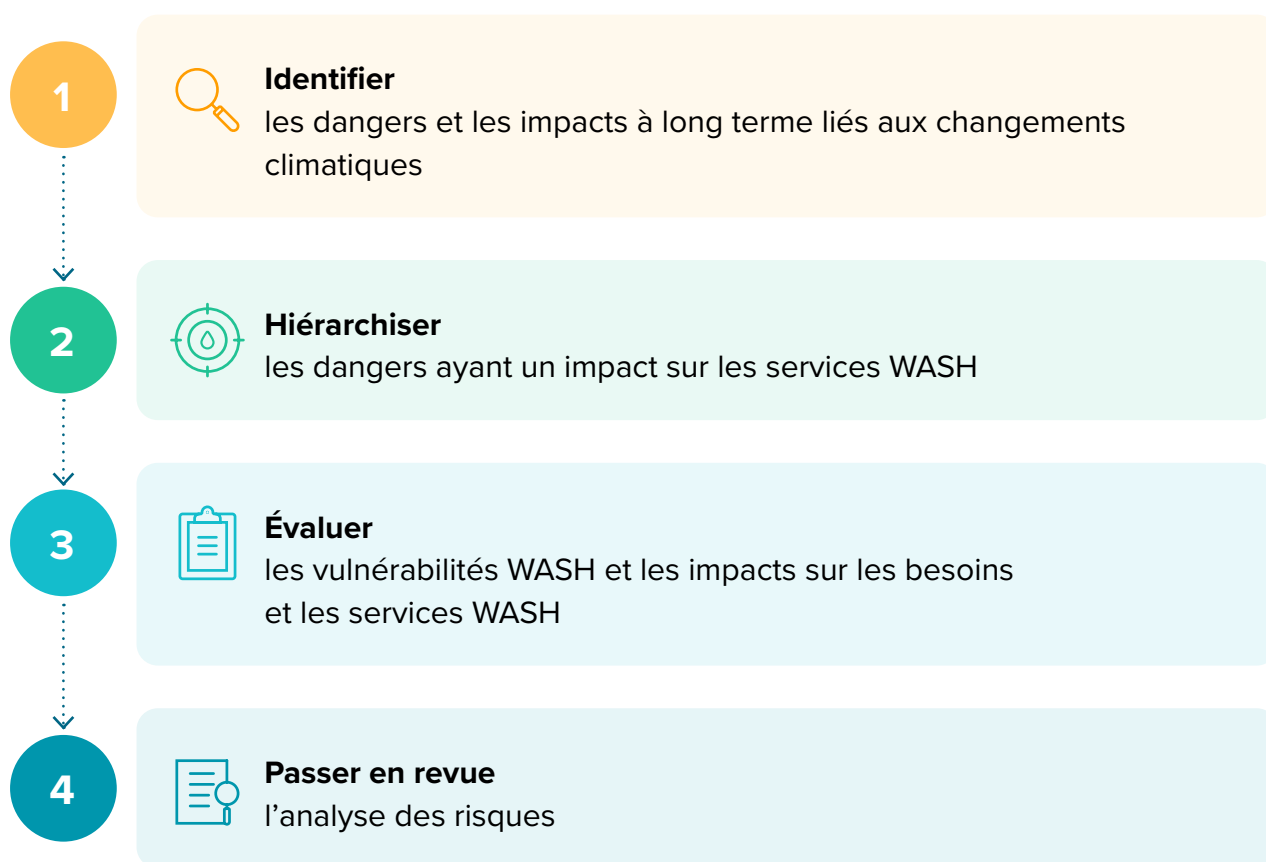 1
Identifier
les dangers et les impacts à long terme liés aux changements
climatiques
2
Hiérarchiser
les dangers ayant un impact sur les services WASH
3
Évaluer
les vulnérabilités WASH et les impacts sur les besoins
et les services WASH
4
Passer en revue
l’analyse des risques